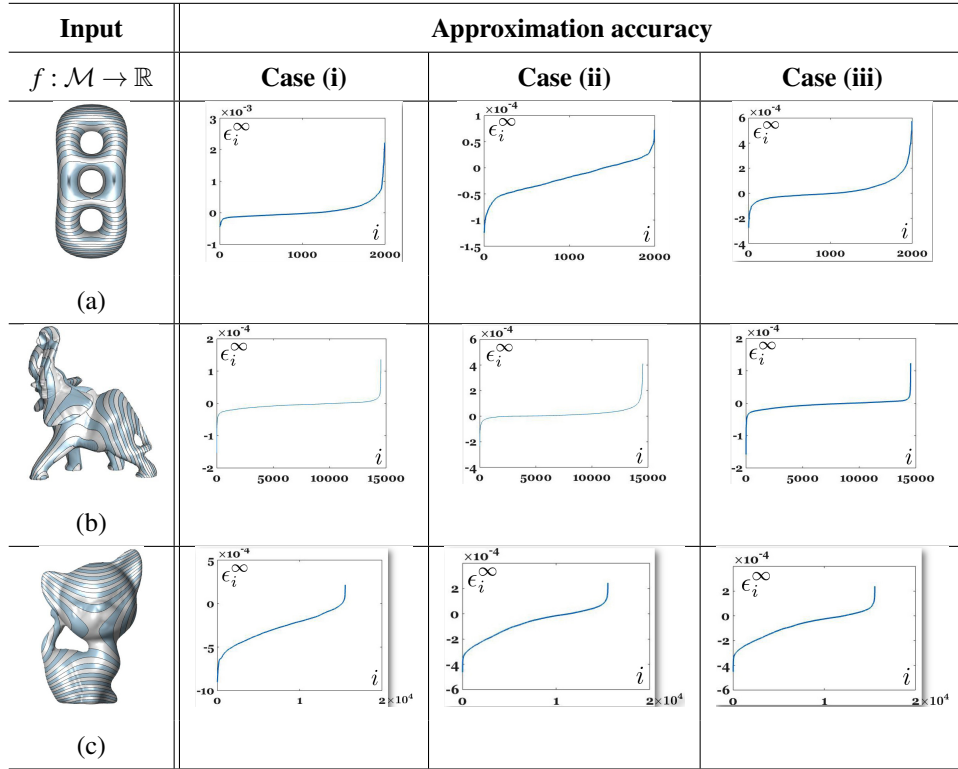 Input
Approximation accuracy
f : ℳ → ℝ
Case (i)
Case (ii)
Case (iii)
×10⁻³
3
2
1
0
-1
ϵᵢ^∞
i
0 1000 2000
×10⁻⁴
1
0.5
0
-0.5
-1
-1.5
ϵᵢ^∞
i
0 1000 2000
×10⁻⁴
6
4
2
0
-2
-4
ϵᵢ^∞
i
0 1000 2000
(a)
×10⁻⁴
2
1
0
-1
-2
ϵᵢ^∞
i
0 5000 10000 15000
×10⁻⁴
6
4
2
0
-2
-4
ϵᵢ^∞
i
0 5000 10000 15000
×10⁻⁴
2
1
0
-1
-2
ϵᵢ^∞
i
0 5000 10000 15000
(b)
×10⁻⁴
5
0
-5
-10
ϵᵢ^∞
i
0 1 2
×10⁴
×10⁻⁴
2
0
-2
-4
-6
ϵᵢ^∞
i
0 1 2
×10⁴
×10⁻⁴
2
0
-2
-4
-6
ϵᵢ^∞
i
0 1 2
×10⁴
(c)